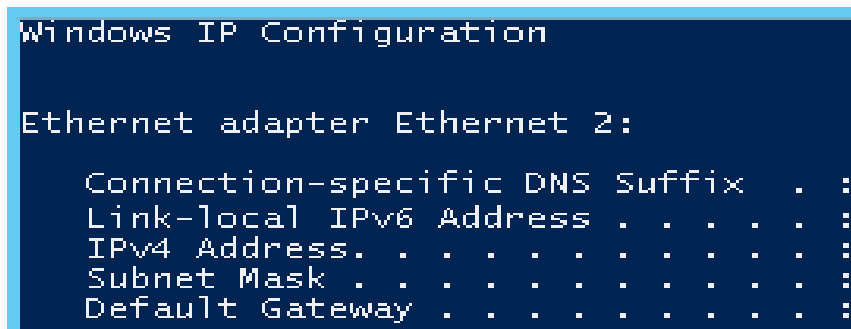 Windows IP Configuration
Ethernet adapter Ethernet 2:
Connection-specific DNS Suffix  . :
Link-local IPv6 Address . . . . . :
IPv4 Address. . . . . . . . . . . :
Subnet Mask . . . . . . . . . . . :
Default Gateway . . . . . . . . . :